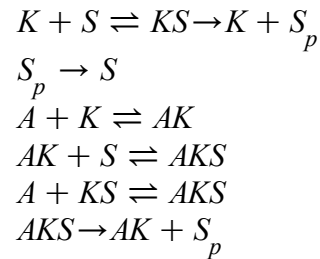 K + S ⇌ KS → K + S_p
S_p → S
A + K ⇌ AK
AK + S ⇌ AKS
A + KS ⇌ AKS
AKS → AK + S_p